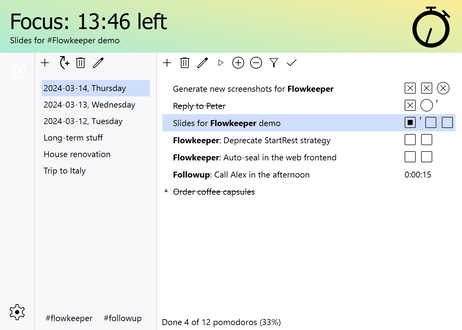 Focus: 13:46 left
Slides for #Flowkeeper demo
2024-03-14, Thursday
2024-03-13, Wednesday
2024-03-12, Tuesday
Long-term stuff
House renovation
Trip to Italy
#flowkeeper #followup
Generate new screenshots for Flowkeeper
Reply to Peter
Slides for Flowkeeper demo
Flowkeeper: Deprecate StartRest strategy
Flowkeeper: Auto-seal in the web frontend
Followup: Call Alex in the afternoon 0:00:15
Order coffee capsules
Done 4 of 12 pomodoros (33%)